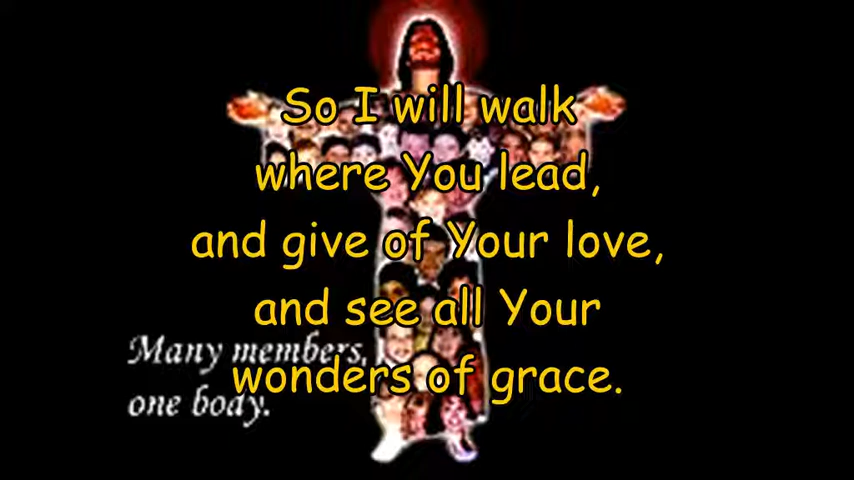 So I will walk
where You lead,
and give of Your love,
and see all Your
wonders of grace.
Many members,
one body.